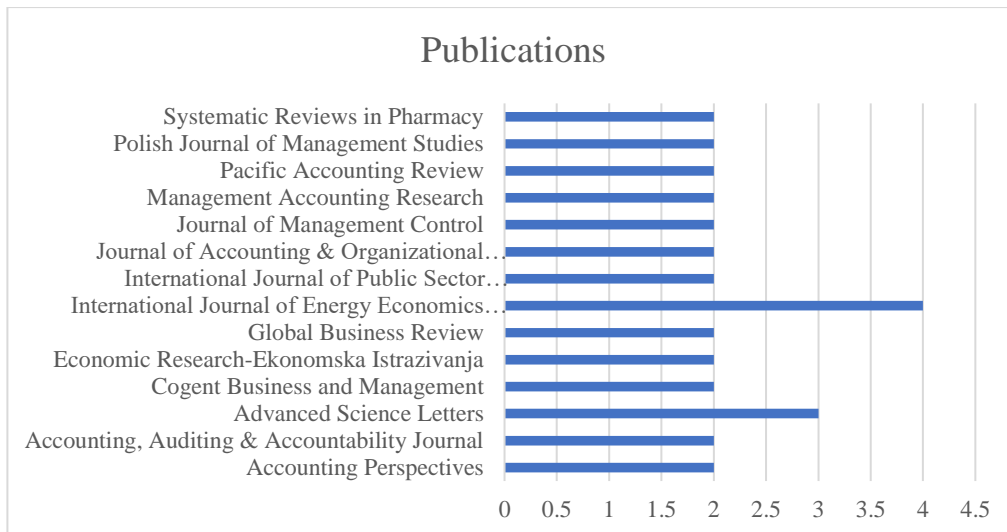 Publications
Systematic Reviews in Pharmacy
Polish Journal of Management Studies
Pacific Accounting Review
Management Accounting Research
Journal of Management Control
Journal of Accounting & Organizational…
International Journal of Public Sector…
International Journal of Energy Economics…
Global Business Review
Economic Research-Ekonomska Istrazivanja
Cogent Business and Management
Advanced Science Letters
Accounting, Auditing & Accountability Journal
Accounting Perspectives
0 0.5 1 1.5 2 2.5 3 3.5 4 4.5